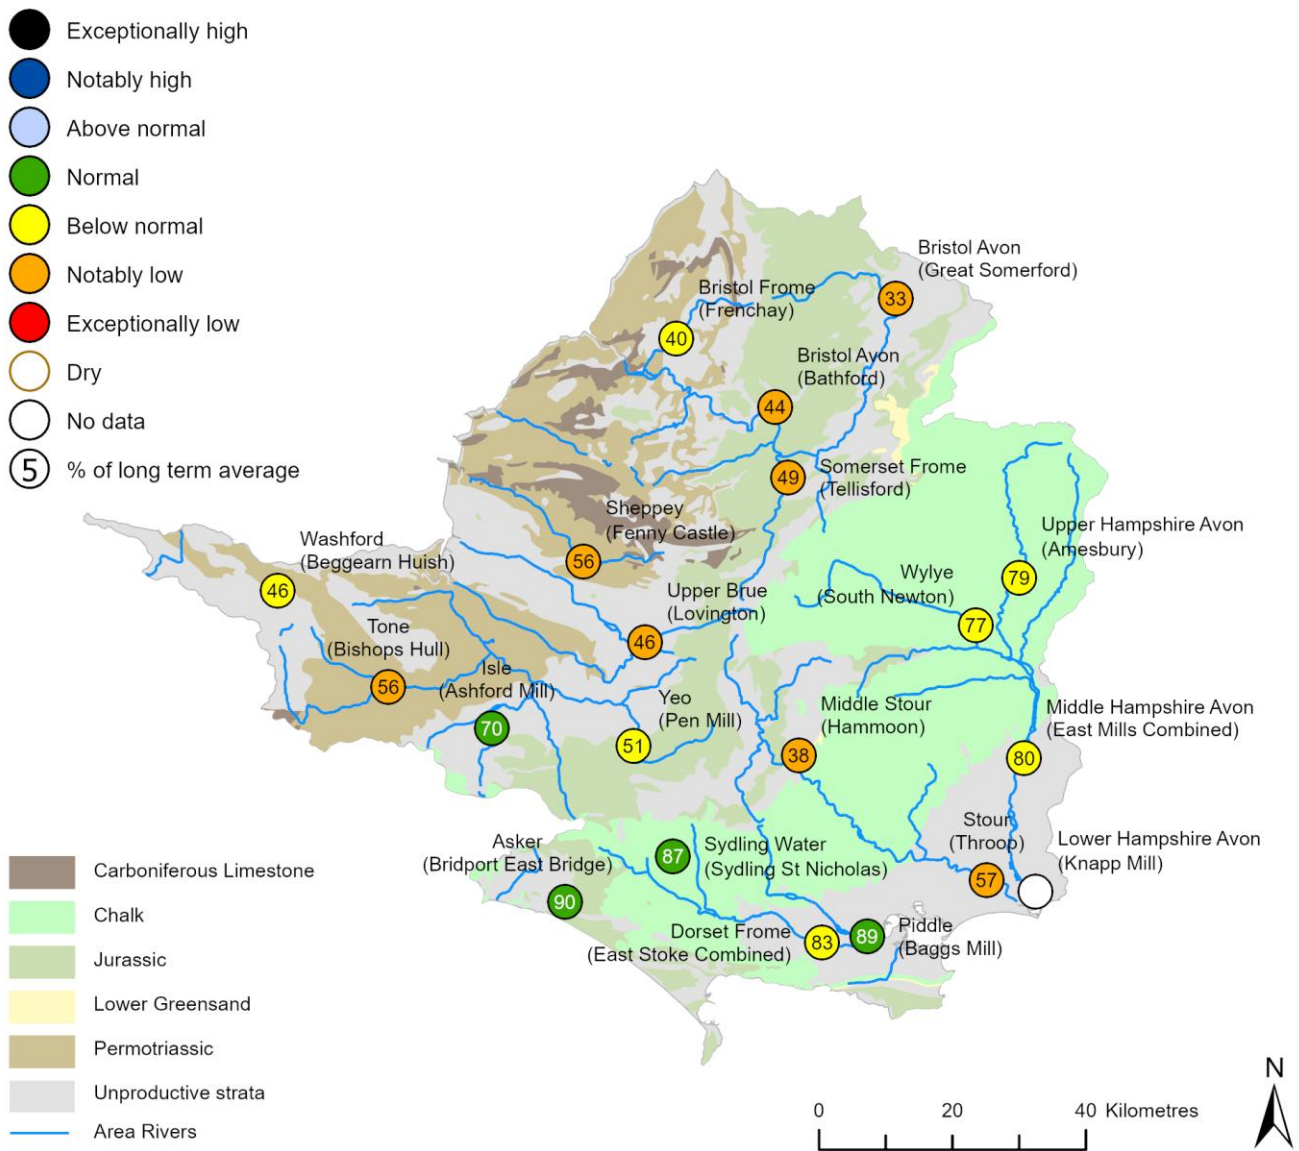 Exceptionally high
Notably high
Above normal
Normal
Below normal
Notably low
Exceptionally low
Dry
No data
5 % of long term average
Bristol Avon
(Great Somerford)
33
Bristol Frome
(Frenchay)
40
Bristol Avon
(Bathford)
44
Somerset Frome
(Tellisford)
49
Sheppey
(Fenny Castle)
56
Washford
(Beggearn Huish)
46
Upper Hampshire Avon
(Amesbury)
79
Wylye
(South Newton)
77
Upper Brue
(Lovington)
46
Tone
(Bishops Hull)
56
Isle
(Ashford Mill)
70
Yeo
(Pen Mill)
51
Middle Stour
(Hammoon)
38
Middle Hampshire Avon
(East Mills Combined)
80
Stour
(Throop)
57
Lower Hampshire Avon
(Knapp Mill)
Asker
(Bridport East Bridge)
90
87
Sydling Water
(Sydling St Nicholas)
Dorset Frome
(East Stoke Combined)
83
89
Piddle
(Baggs Mill)
Carboniferous Limestone
Chalk
Jurassic
Lower Greensand
Permotriassic
Unproductive strata
Area Rivers
0 20 40 Kilometres
N